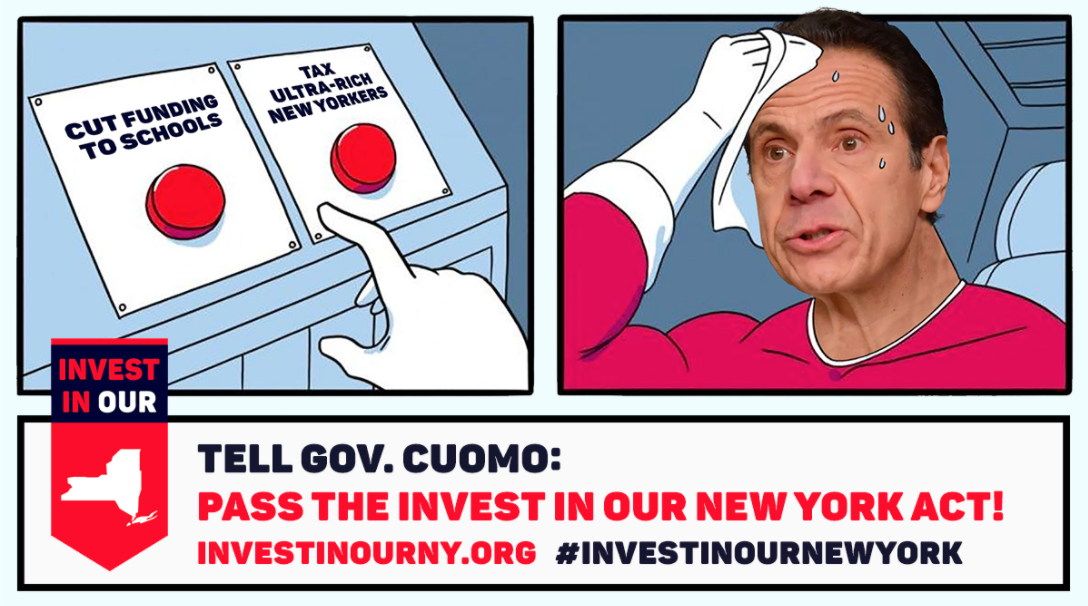 CUT FUNDING
TO SCHOOLS
TAX
ULTRA-RICH
NEW YORKERS
INVEST
IN OUR
TELL GOV. CUOMO:
PASS THE INVEST IN OUR NEW YORK ACT!
INVESTINOURNY.ORG #INVESTINOURNEWYORK